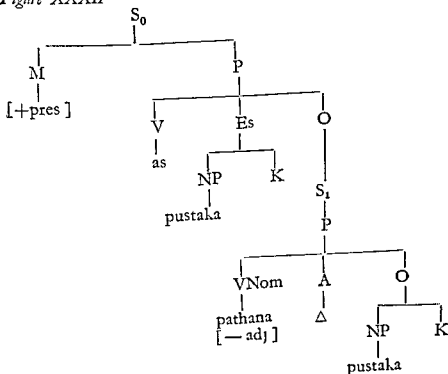 Figure XXXII
S₀
M P
[+pres]
V Es O
as
NP K
S₁
pustaka
P
VNom A O
pathana △
[—adj] NP K
pustaka